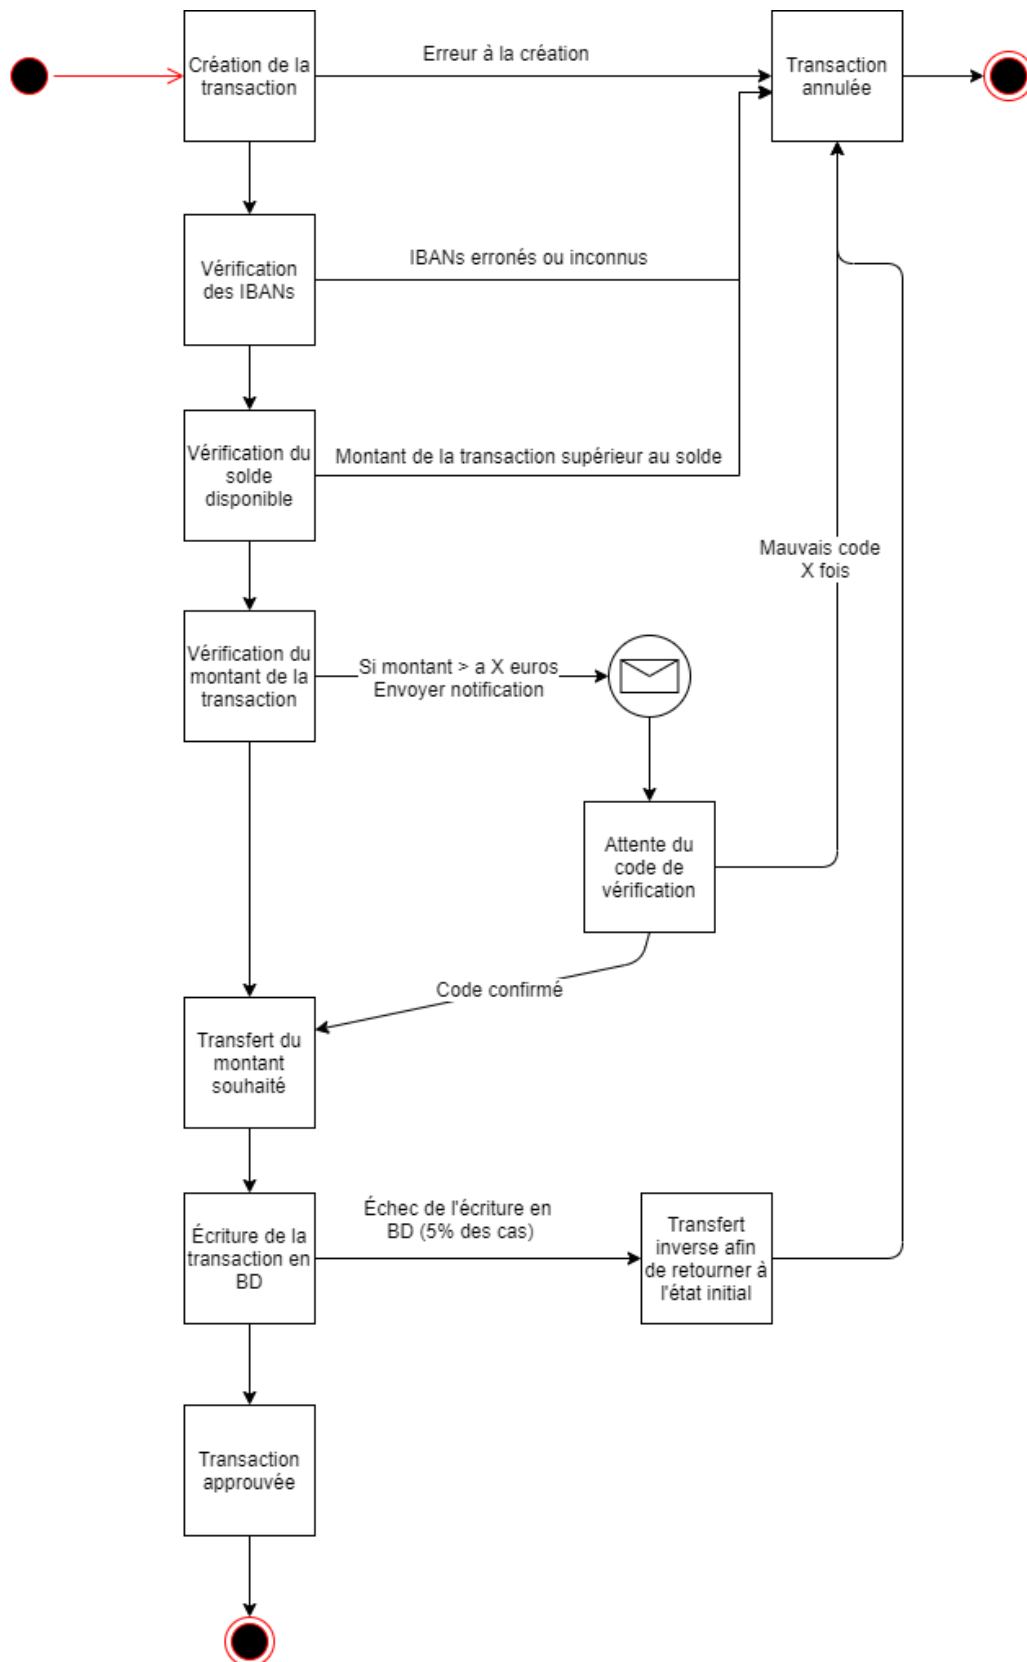 Création de la
transaction
Erreur à la création
Transaction
annulée
Vérification
des IBANs
IBANs erronés ou inconnus
Vérification du
solde
disponible
Montant de la transaction supérieur au solde
Mauvais code
X fois
Vérification du
montant de la
transaction
Si montant > a X euros
Envoyer notification
Attente du
code de
vérification
Code confirmé
Transfert du
montant
souhaité
Écriture de la
transaction en
BD
Échec de l'écriture en
BD (5% des cas)
Transfert
inverse afin
de retourner à
l'état initial
Transaction
approuvée